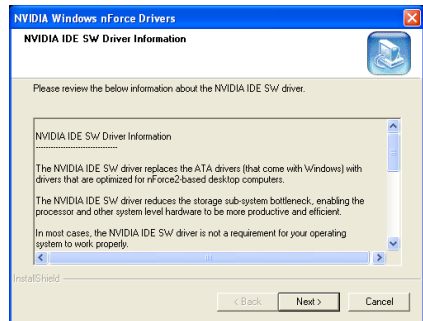 NVIDIA Windows nForce Drivers
NVIDIA IDE SW Driver Information
Please review the below information about the NVIDIA IDE SW driver.
NVIDIA IDE SW Driver Information
--------------------------------
The NVIDIA IDE SW driver replaces the ATA drivers (that come with Windows) with
drivers that are optimized for nForce2-based desktop computers.
The NVIDIA IDE SW driver reduces the storage sub-system bottleneck, enabling the
processor and other system level hardware to be more productive and efficient.
In most cases, the NVIDIA IDE SW driver is not a requirement for your operating
system to work properly.
InstallShield
< Back
Next >
Cancel